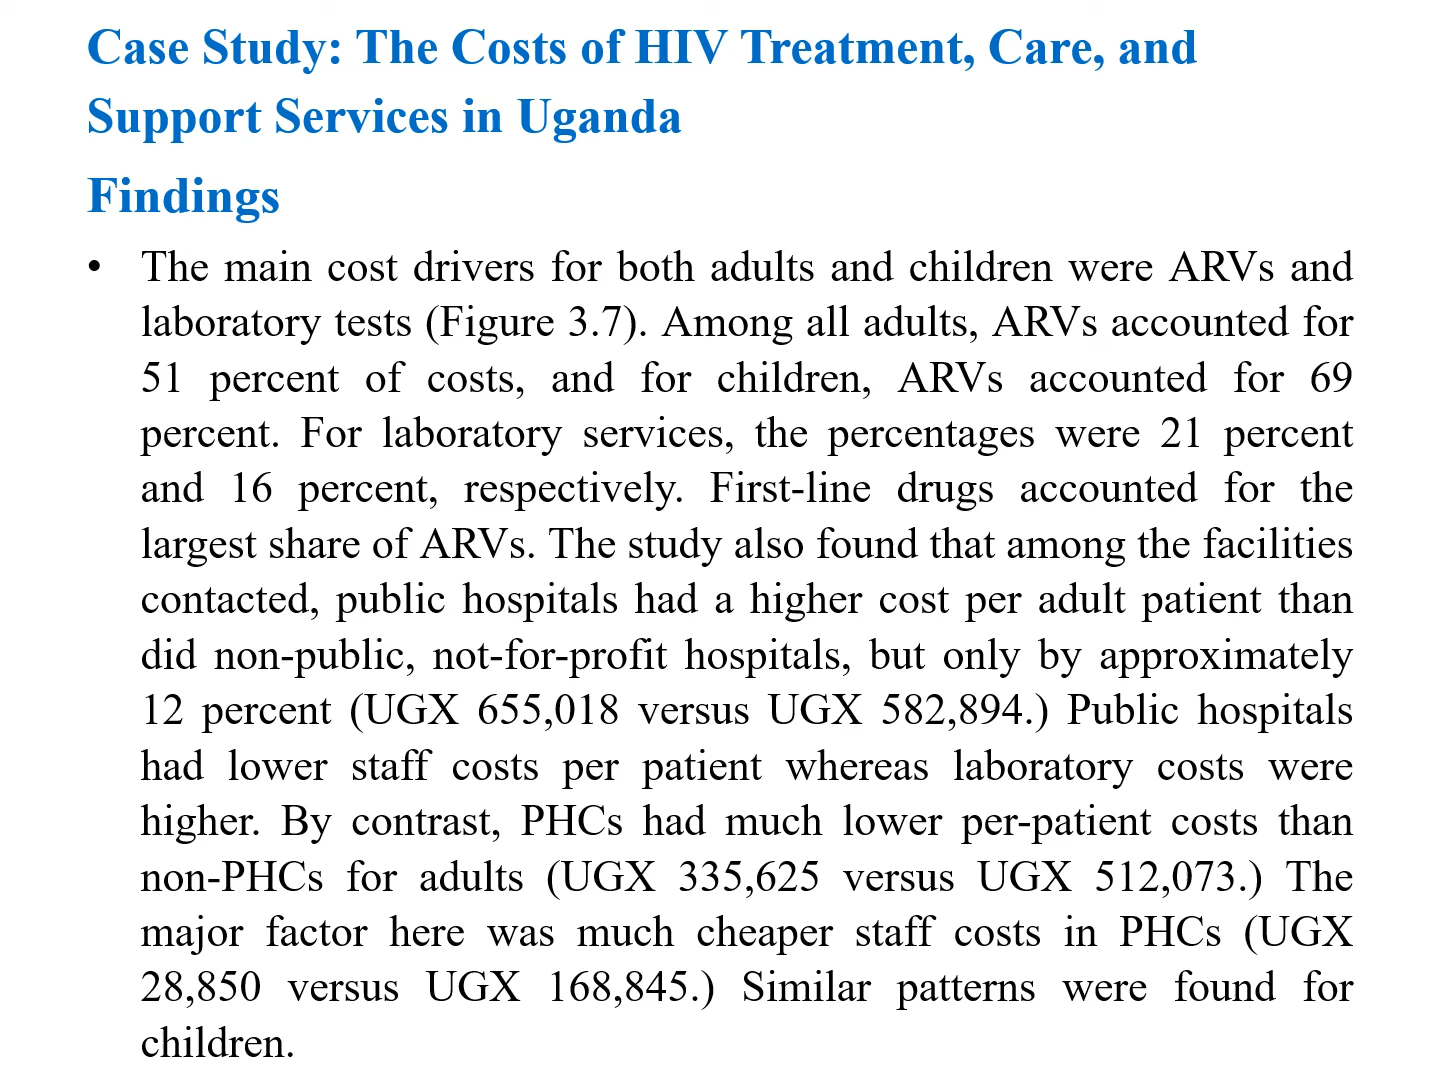 Case Study: The Costs of HIV Treatment, Care, and
Support Services in Uganda
Findings
• The main cost drivers for both adults and children were ARVs and
laboratory tests (Figure 3.7). Among all adults, ARVs accounted for
51 percent of costs, and for children, ARVs accounted for 69
percent. For laboratory services, the percentages were 21 percent
and 16 percent, respectively. First-line drugs accounted for the
largest share of ARVs. The study also found that among the facilities
contacted, public hospitals had a higher cost per adult patient than
did non-public, not-for-profit hospitals, but only by approximately
12 percent (UGX 655,018 versus UGX 582,894.) Public hospitals
had lower staff costs per patient whereas laboratory costs were
higher. By contrast, PHCs had much lower per-patient costs than
non-PHCs for adults (UGX 335,625 versus UGX 512,073.) The
major factor here was much cheaper staff costs in PHCs (UGX
28,850 versus UGX 168,845.) Similar patterns were found for
children.